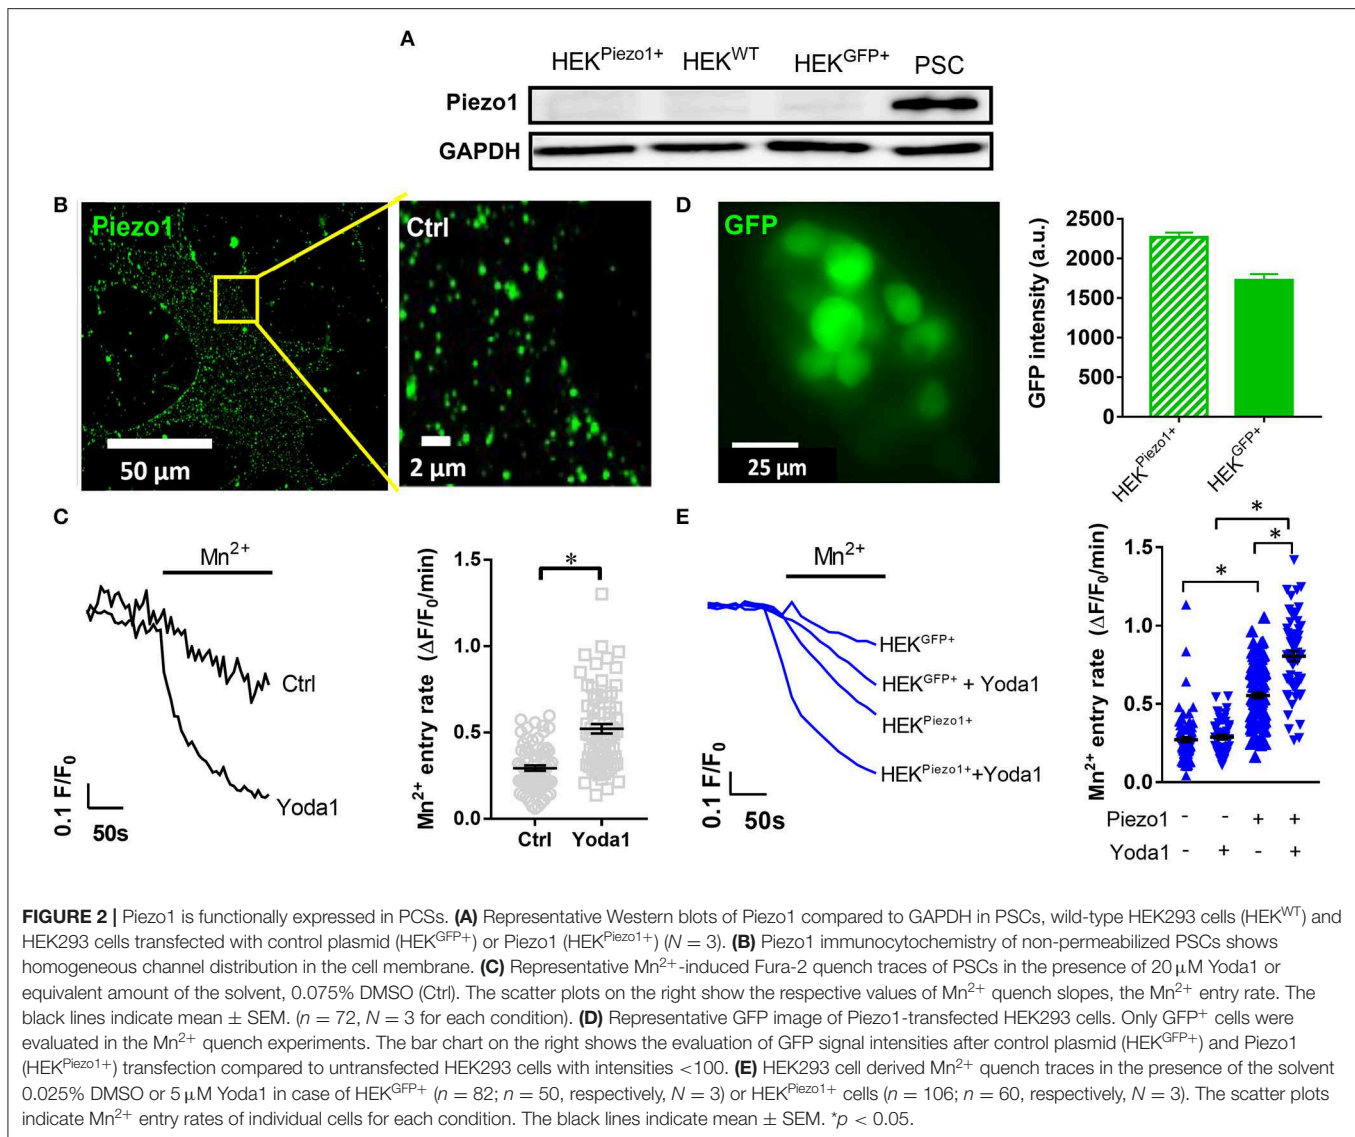 A
HEK^Piezo1+ HEK^WT HEK^GFP+ PSC
Piezo1
GAPDH
B
Piezo1
50 µm
Ctrl
2 µm
D
GFP
25 µm
GFP intensity (a.u.)
2500
2000
1500
1000
500
0
HEK^Piezo1+
HEK^GFP+
C
Mn²⁺
Ctrl
Yoda1
0.1 F/F₀
50s
Mn²⁺ entry rate (ΔF/F₀/min)
1.5
1.0
0.5
0.0
*
Ctrl Yoda1
E
Mn²⁺
HEK^GFP+
HEK^GFP+ + Yoda1
HEK^Piezo1+
HEK^Piezo1+ +Yoda1
0.1 F/F₀
50s
Mn²⁺ entry rate (ΔF/F₀/min)
1.5
1.0
0.5
0.0
*
*
*
Piezo1 - - + +
Yoda1 - + - +
FIGURE 2 | Piezo1 is functionally expressed in PCSs. (A) Representative Western blots of Piezo1 compared to GAPDH in PSCs, wild-type HEK293 cells (HEK^WT) and
HEK293 cells transfected with control plasmid (HEK^GFP+) or Piezo1 (HEK^Piezo1+) (N = 3). (B) Piezo1 immunocytochemistry of non-permeabilized PSCs shows
homogeneous channel distribution in the cell membrane. (C) Representative Mn²⁺-induced Fura-2 quench traces of PSCs in the presence of 20 µM Yoda1 or
equivalent amount of the solvent, 0.075% DMSO (Ctrl). The scatter plots on the right show the respective values of Mn²⁺ quench slopes, the Mn²⁺ entry rate. The
black lines indicate mean ± SEM. (n = 72, N = 3 for each condition). (D) Representative GFP image of Piezo1-transfected HEK293 cells. Only GFP⁺ cells were
evaluated in the Mn²⁺ quench experiments. The bar chart on the right shows the evaluation of GFP signal intensities after control plasmid (HEK^GFP+) and Piezo1
(HEK^Piezo1+) transfection compared to untransfected HEK293 cells with intensities <100. (E) HEK293 cell derived Mn²⁺ quench traces in the presence of the solvent
0.025% DMSO or 5 µM Yoda1 in case of HEK^GFP+ (n = 82; n = 50, respectively, N = 3) or HEK^Piezo1+ cells (n = 106; n = 60, respectively, N = 3). The scatter plots
indicate Mn²⁺ entry rates of individual cells for each condition. The black lines indicate mean ± SEM. *p < 0.05.